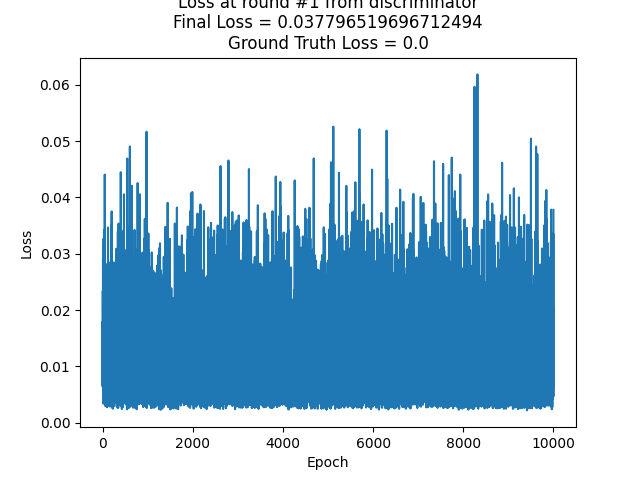 Loss at round #1 from discriminator
Final Loss = 0.037796519696712494
Ground Truth Loss = 0.0
0.06
0.05
0.04
0.03
0.02
0.01
0.00
Loss
0
2000
4000
6000
8000
10000
Epoch